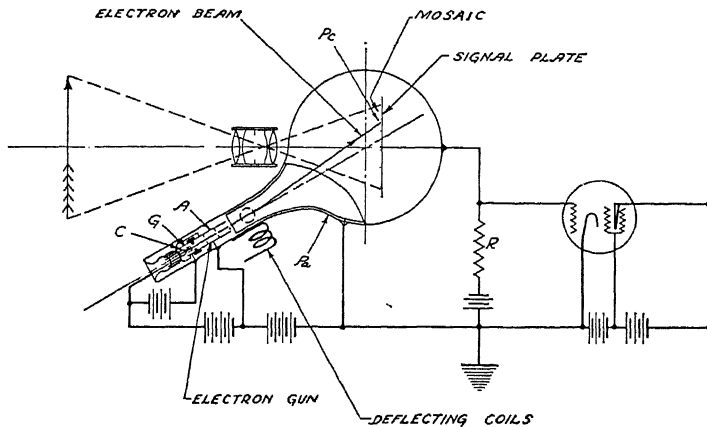 ELECTRON BEAM
Pc
MOSAIC
SIGNAL PLATE
A
G
C
Pa
R
ELECTRON GUN
DEFLECTING COILS